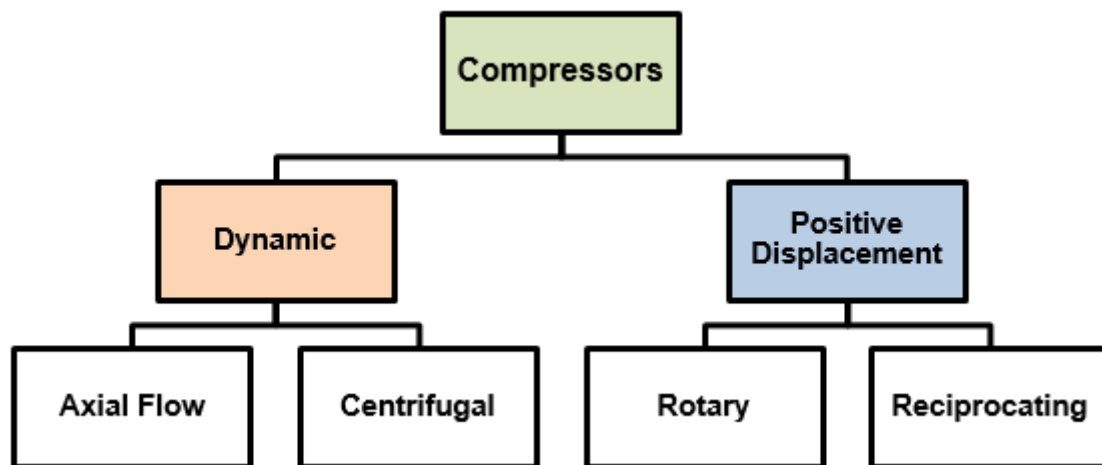 Compressors
Dynamic
Positive
Displacement
Axial Flow
Centrifugal
Rotary
Reciprocating